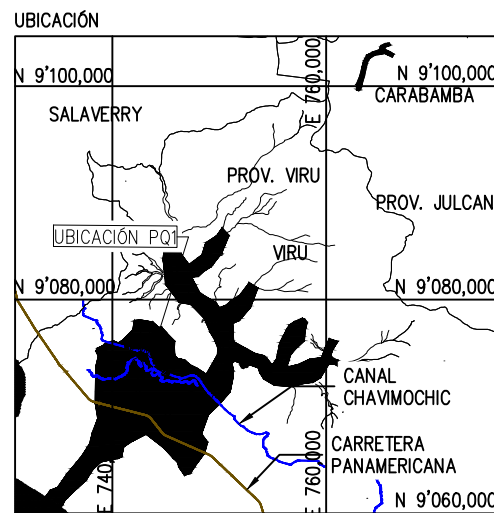 UBICACIÓN
N 9'100,000
E 760,000
N 9'100,000
CARABAMBA
SALAVERRY
PROV. VIRU
PROV. JULCAN
UBICACIÓN PQ1
VIRU
N 9'080,000
N 9'080,000
CANAL
CHAVIMOCHIC
CARRETERA
PANAMERICANA
E 740,
E 760,000
N 9'060,000